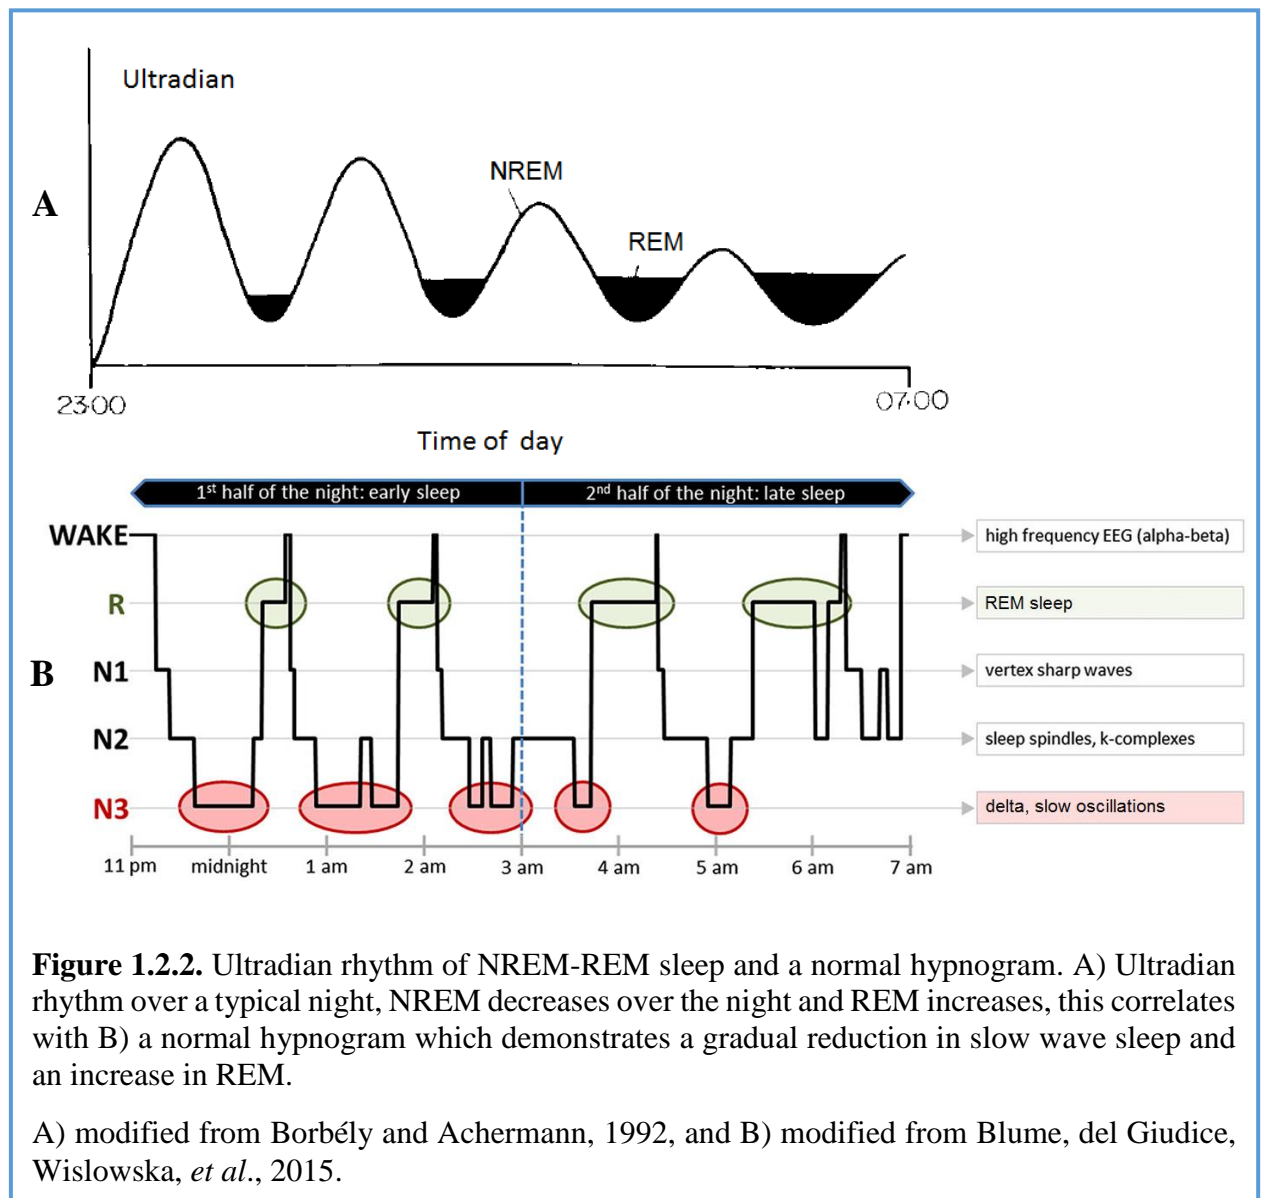 Ultradian
NREM
A
REM
23:00
07:00
Time of day
1st half of the night: early sleep
2nd half of the night: late sleep
WAKE
high frequency EEG (alpha-beta)
R
REM sleep
B
N1
vertex sharp waves
N2
sleep spindles, k-complexes
N3
delta, slow oscillations
11 pm
midnight
1 am
2 am
3 am
4 am
5 am
6 am
7 am
Figure 1.2.2. Ultradian rhythm of NREM-REM sleep and a normal hypnogram. A) Ultradian
rhythm over a typical night, NREM decreases over the night and REM increases, this correlates
with B) a normal hypnogram which demonstrates a gradual reduction in slow wave sleep and
an increase in REM.
A) modified from Borbély and Achermann, 1992, and B) modified from Blume, del Giudice,
Wislowska, et al., 2015.